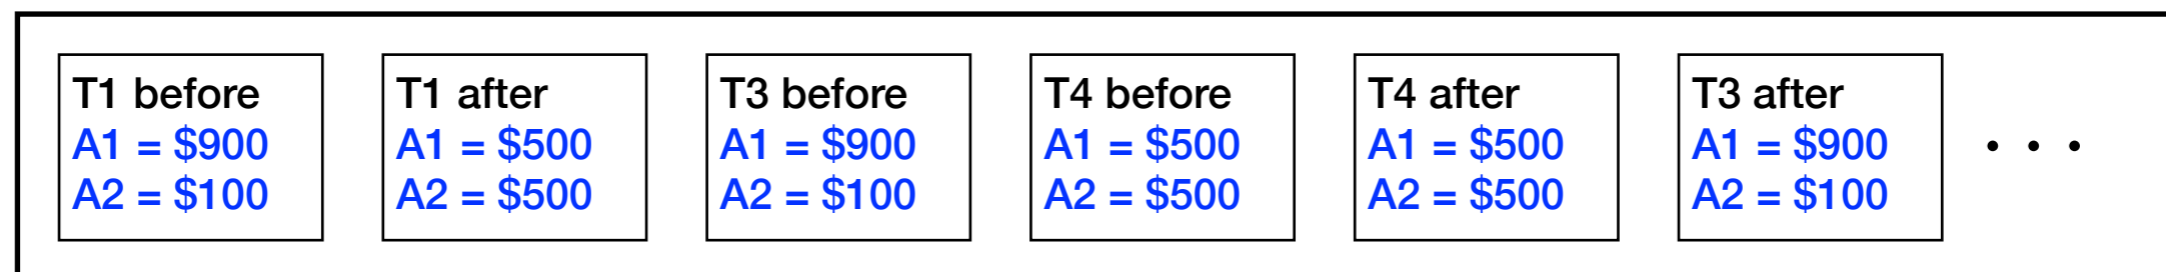 T1 before
A1 = $900
A2 = $100
T1 after
A1 = $500
A2 = $500
T3 before
A1 = $900
A2 = $100
T4 before
A1 = $500
A2 = $500
T4 after
A1 = $500
A2 = $500
T3 after
A1 = $900
A2 = $100
. . .